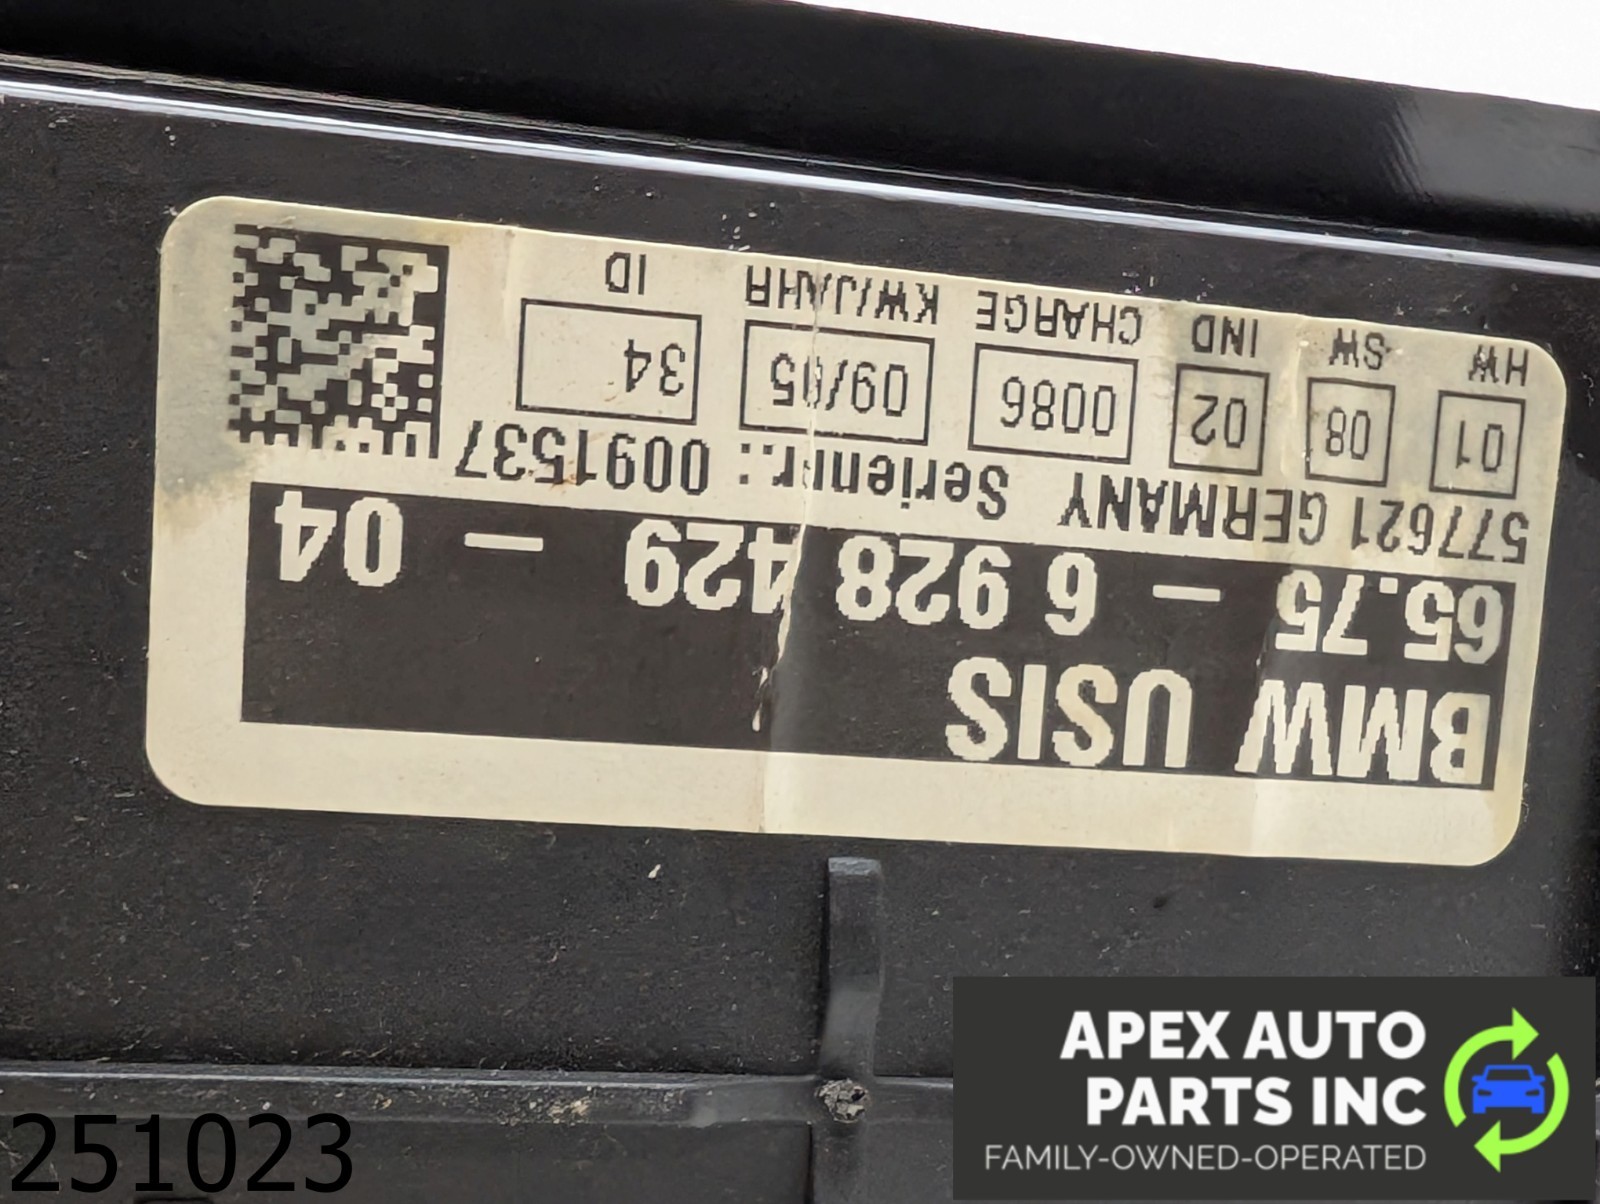 BMW USIS
65.75 - 6 928 429 - 04
577621 GERMANY Seriennr.: 0091537
01 08 02 0086 09/05 34
HW SW IND CHARGE KW/JAHR ID
251023
APEX AUTO
PARTS INC
FAMILY-OWNED-OPERATED